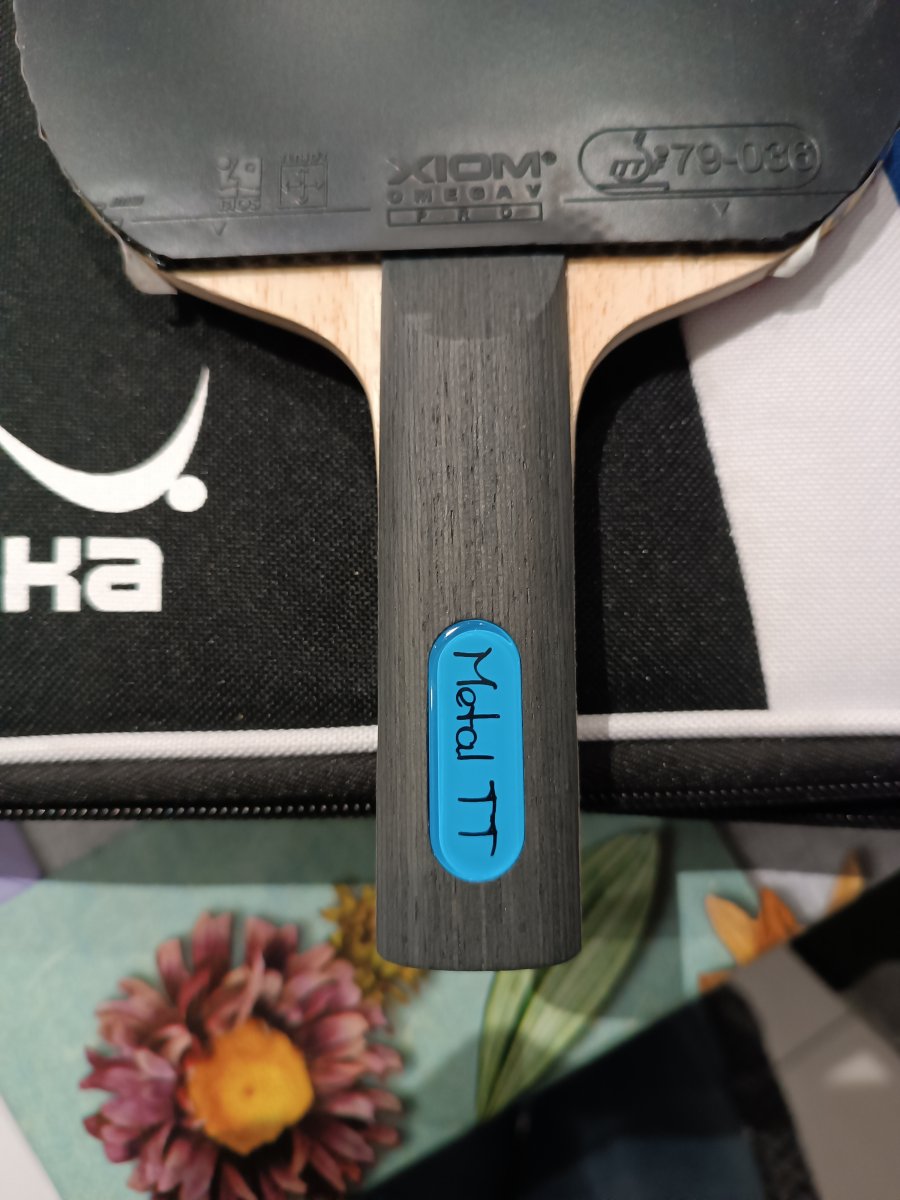 XIOM
OMEGA V
PRO
79-036
ka
Metal TT